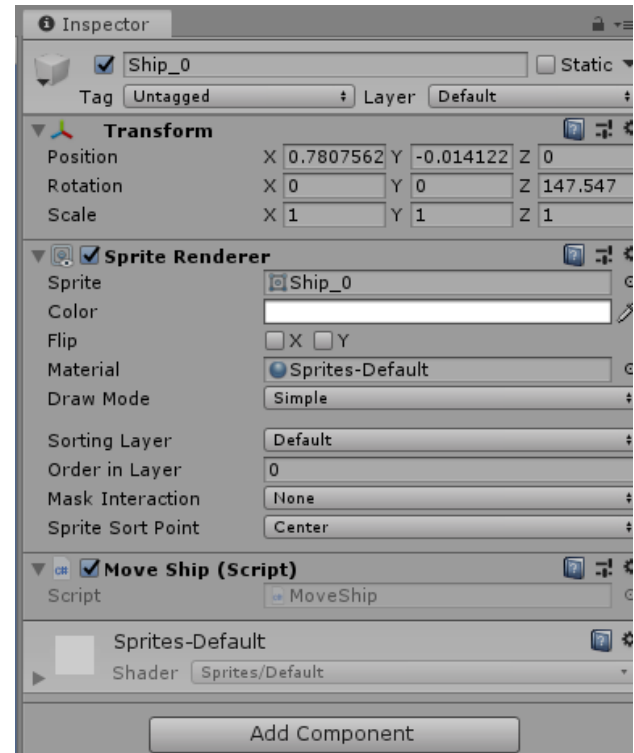 Inspector
Ship_0 Static
Tag Untagged Layer Default
Transform
Position X 0.7807562 Y -0.014122 Z 0
Rotation X 0 Y 0 Z 147.547
Scale X 1 Y 1 Z 1
Sprite Renderer
Sprite Ship_0
Color
Flip X Y
Material Sprites-Default
Draw Mode Simple
Sorting Layer Default
Order in Layer 0
Mask Interaction None
Sprite Sort Point Center
C# Move Ship (Script)
Script MoveShip
Sprites-Default
Shader Sprites/Default
Add Component